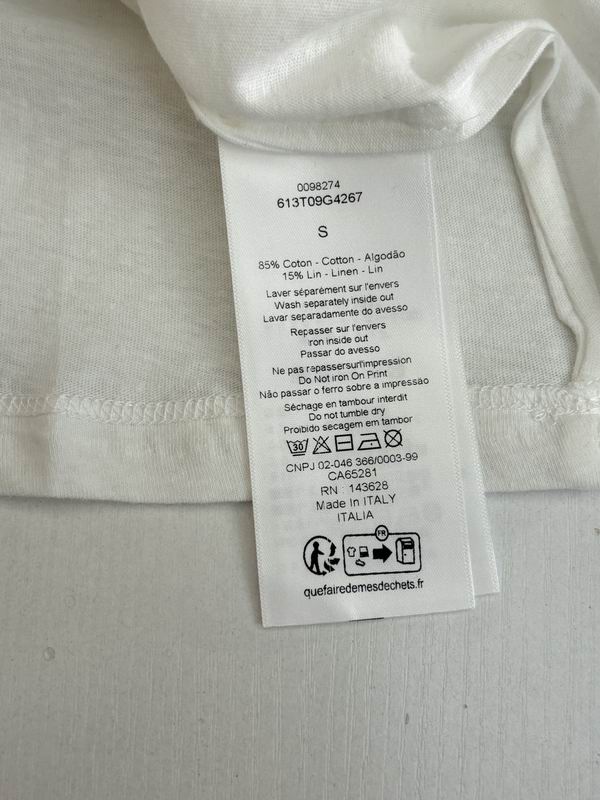 0098274
613T09G4267
S
85% Coton - Cotton - Algodão
15% Lin - Linen - Lin
Laver séparément sur l'envers
Wash separately inside out
Lavar separadamente do avesso
Repasser sur l'envers
Iron inside out
Passar do avesso
Ne pas repassersurl'impression
Do Not iron On Print
Não passar o ferro sobre a impressão
Séchage en tambour interdit
Do not tumble dry
Proibido secagem em tambor
30
CNPJ 02-046 366/0003-99
CA65281
RN : 143628
Made In ITALY
ITALIA
FR
quefairedemesdechets.fr